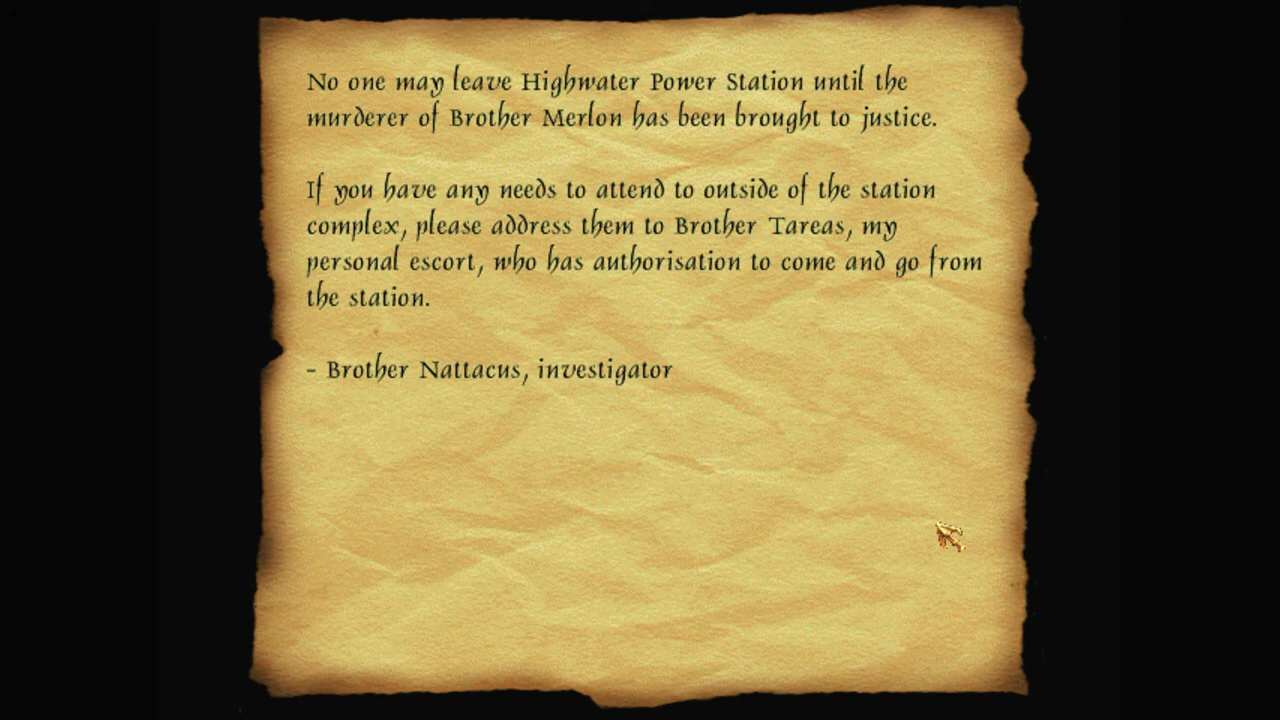 No one may leave Highwater Power Station until the
murderer of Brother Merlon has been brought to justice.
If you have any needs to attend to outside of the station
complex, please address them to Brother Tareas, my
personal escort, who has authorisation to come and go from
the station.
- Brother Nattacus, investigator